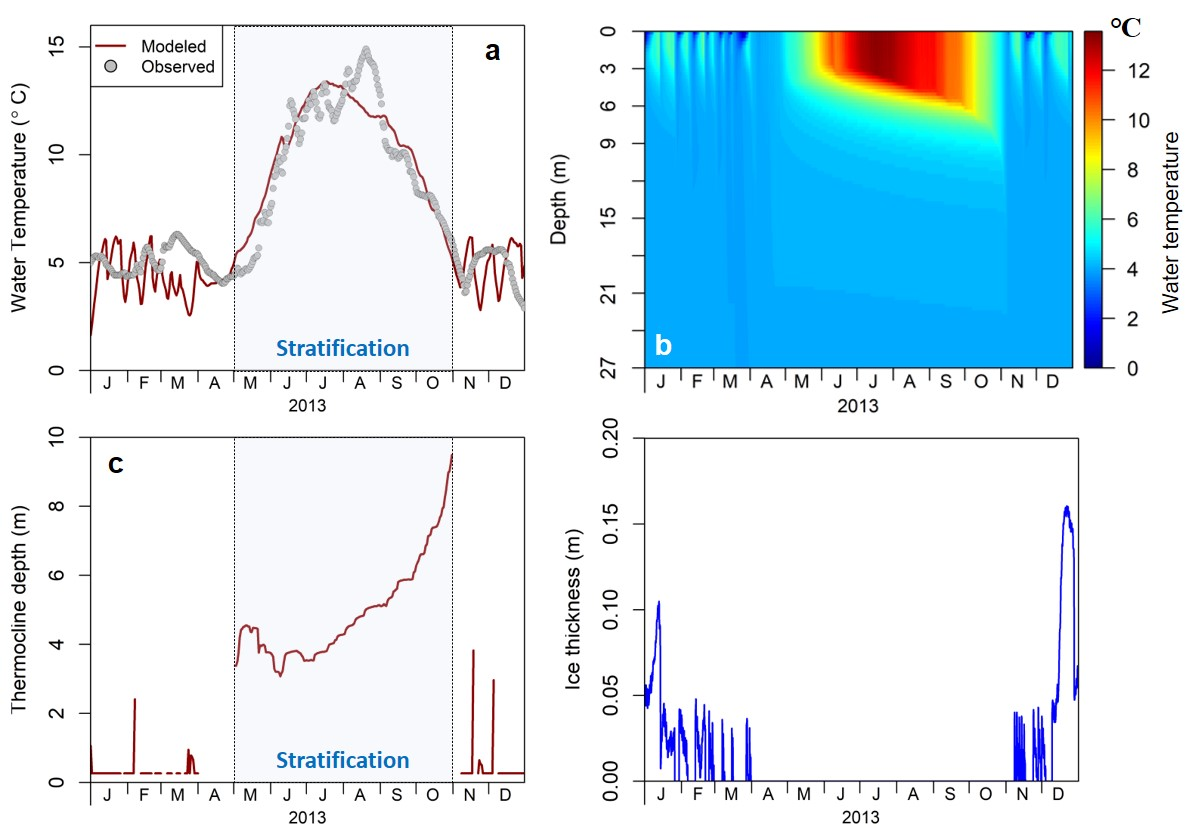 Modeled
Observed
a
15
10
5
0
Water Temperature (° C)
Stratification
J F M A M J J A S O N D
2013
°C
0
3
6
9
15
21
27
Depth (m)
b
J F M A M J J A S O N D
2013
12
10
8
6
4
2
0
Water temperature
c
10
8
6
4
2
0
Thermocline depth (m)
Stratification
J F M A M J J A S O N D
2013
0.20
0.15
0.10
0.05
0.00
Ice thickness (m)
J F M A M J J A S O N D
2013